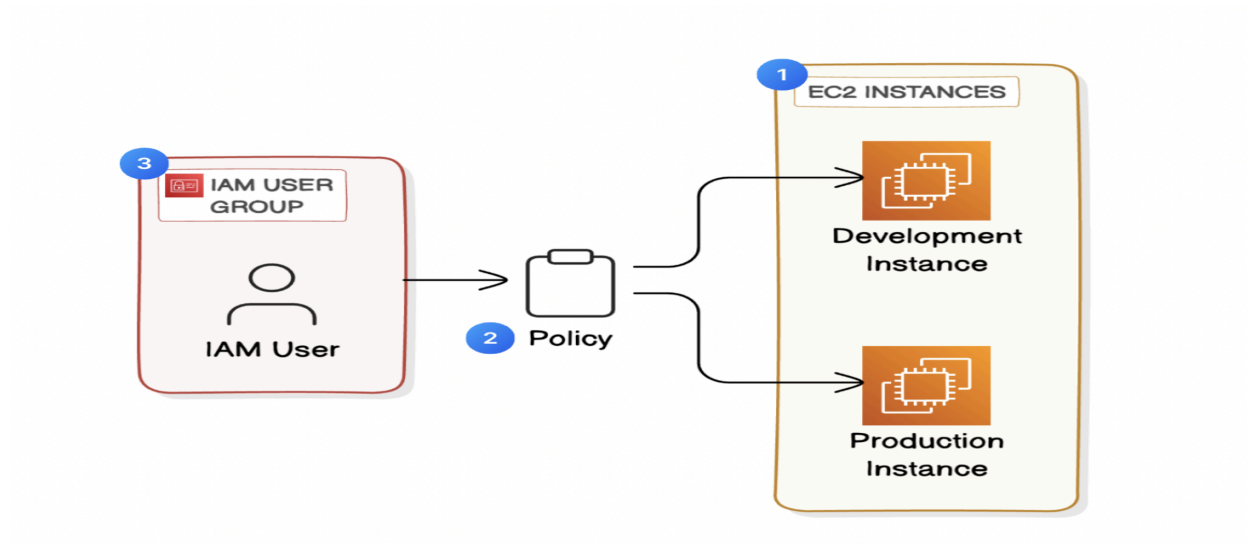 1
EC2 INSTANCES
Development
Instance
3
IAM USER
GROUP
IAM User
2
Policy
Production
Instance